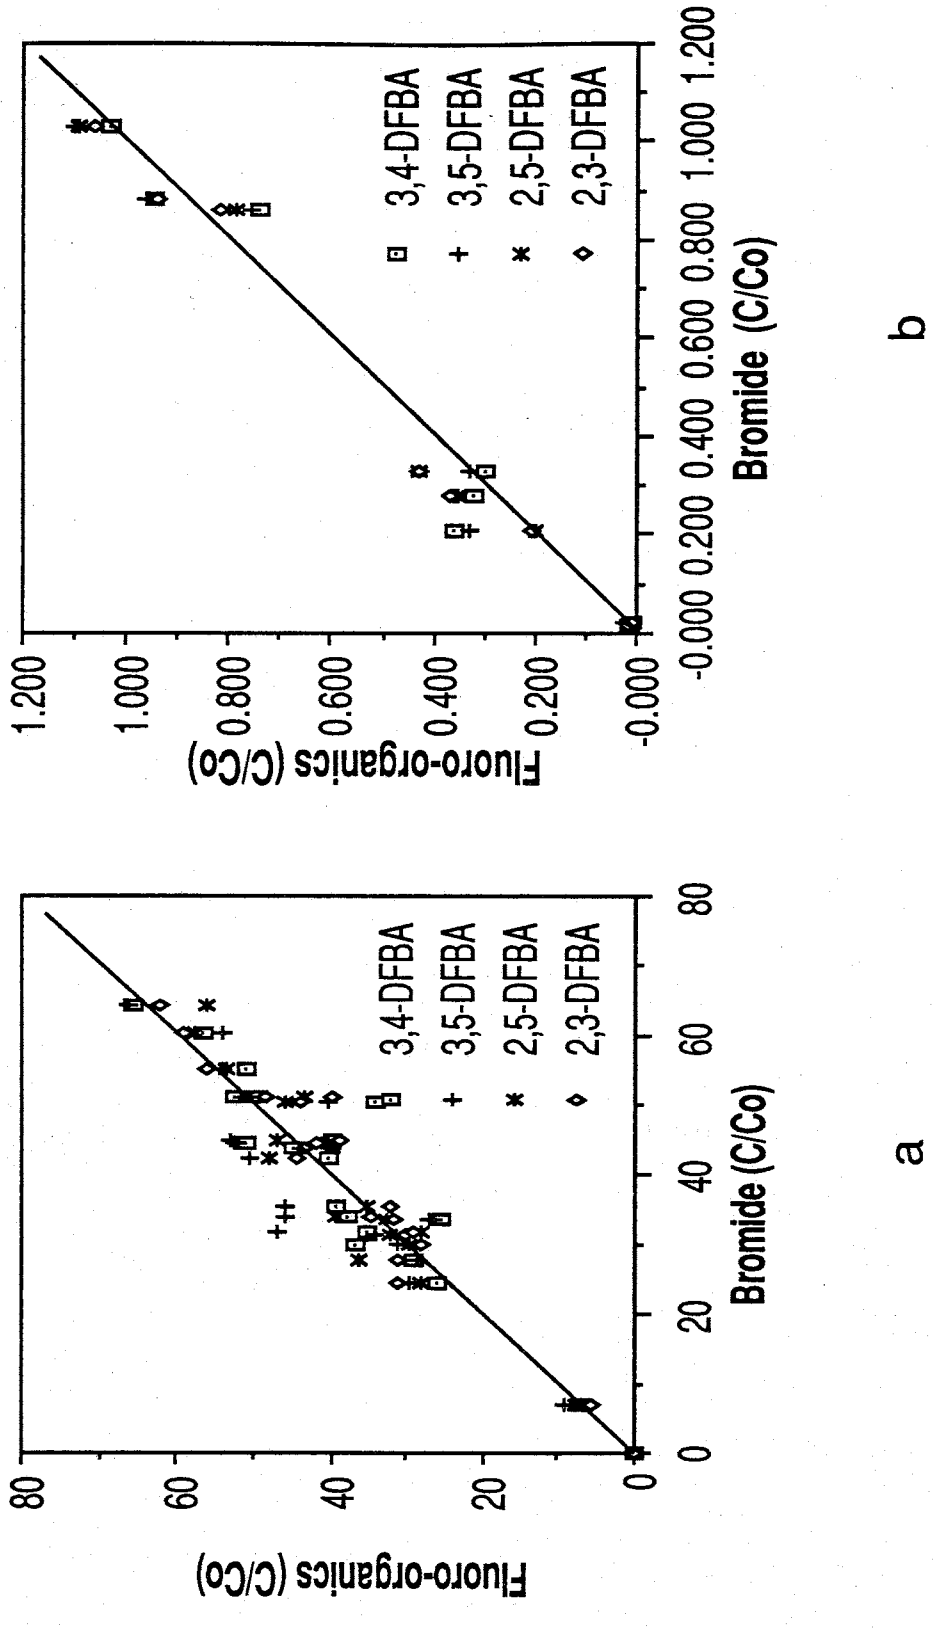 80
60
40
20
0
Fluoro-organics (C/Co)
3,4-DFBA
3,5-DFBA
2,5-DFBA
2,3-DFBA
0
20
40
60
80
Bromide (C/Co)
a
1.200
1.000
0.800
0.600
0.400
0.200
-0.000
Fluoro-organics (C/Co)
3,4-DFBA
3,5-DFBA
2,5-DFBA
2,3-DFBA
-0.000 0.200 0.400 0.600 0.800 1.000 1.200
Bromide (C/Co)
b